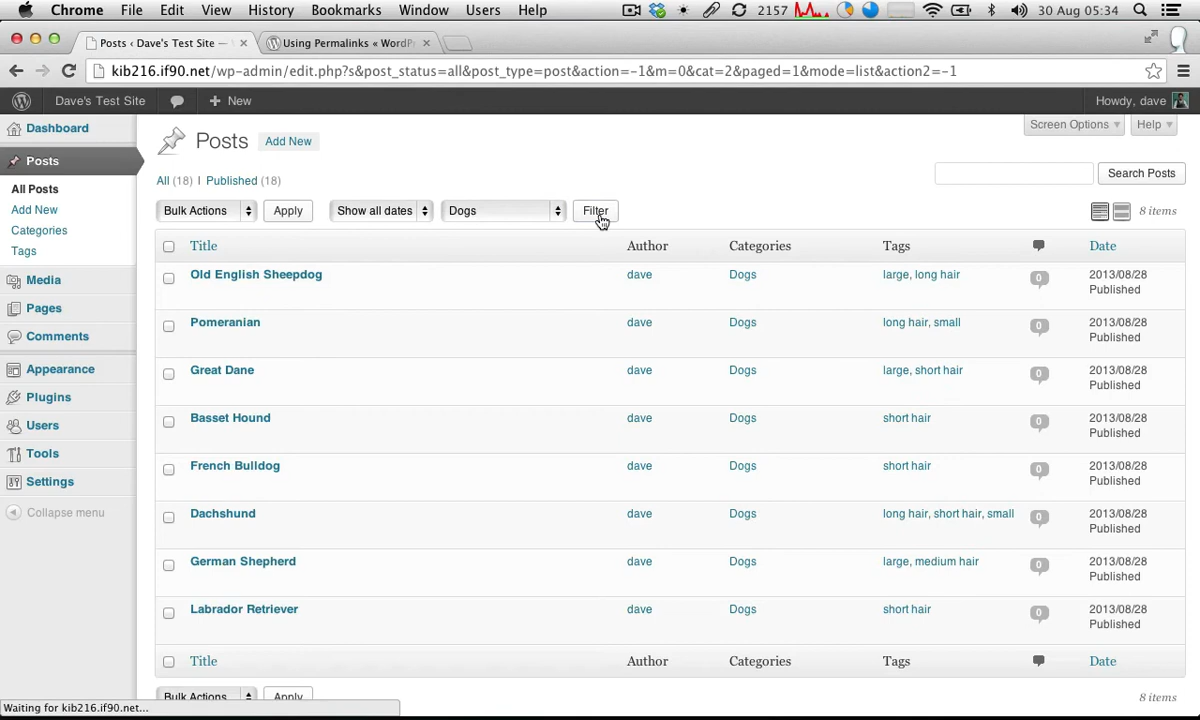 Chrome File Edit View History Bookmarks Window Users Help 2157 30 Aug 05:34
Posts ‹ Dave's Test Site — Using Permalinks « WordPr
kib216.if90.net/wp-admin/edit.php?s&post_status=all&post_type=post&action=-1&m=0&cat=2&paged=1&mode=list&action2=-1
Dave's Test Site + New Howdy, dave
Dashboard
Posts
All Posts
Add New
Categories
Tags
Media
Pages
Comments
Appearance
Plugins
Users
Tools
Settings
Collapse menu
Screen Options Help
Posts Add New
All (18) | Published (18) Search Posts
Bulk Actions Apply Show all dates Dogs Filter 8 items
Title Author Categories Tags Date
Old English Sheepdog dave Dogs large, long hair 0 2013/08/28
Published
Pomeranian dave Dogs long hair, small 0 2013/08/28
Published
Great Dane dave Dogs large, short hair 0 2013/08/28
Published
Basset Hound dave Dogs short hair 0 2013/08/28
Published
French Bulldog dave Dogs short hair 0 2013/08/28
Published
Dachshund dave Dogs long hair, short hair, small 0 2013/08/28
Published
German Shepherd dave Dogs large, medium hair 0 2013/08/28
Published
Labrador Retriever dave Dogs short hair 0 2013/08/28
Published
Title Author Categories Tags Date
Bulk Actions Apply 8 items
Waiting for kib216.if90.net...